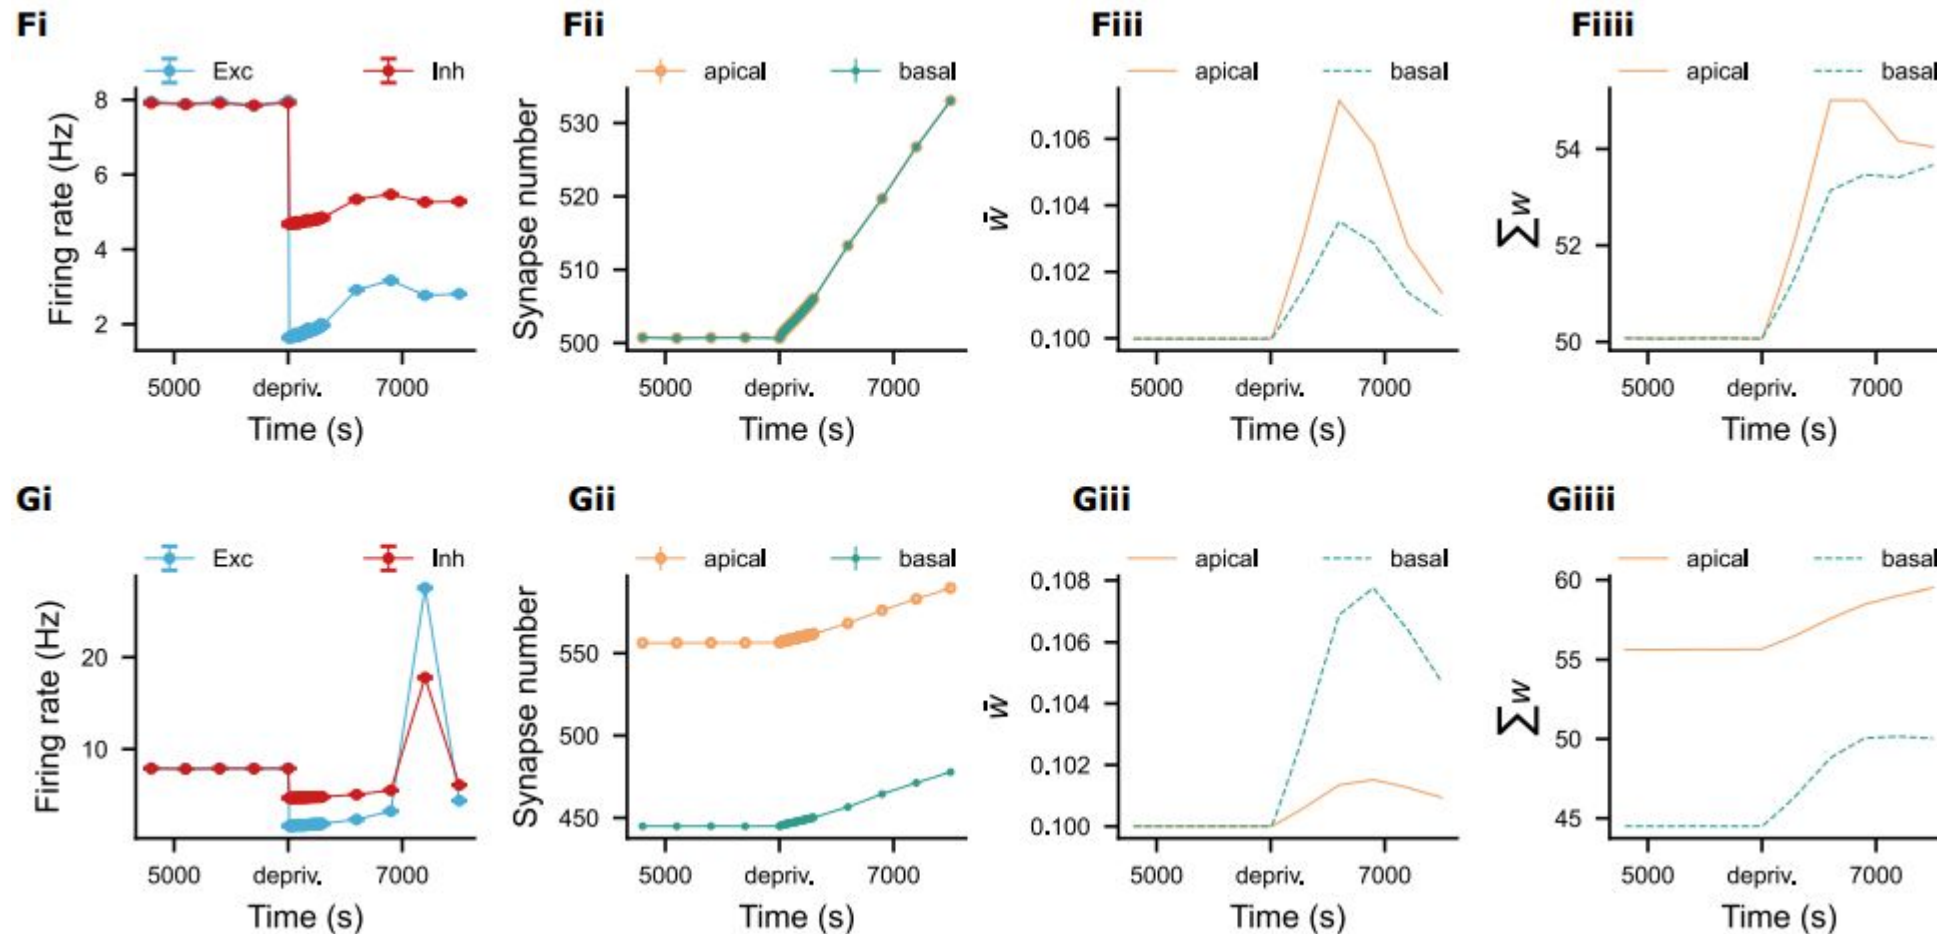 Fi
Exc
Inh
Firing rate (Hz)
8
6
4
2
5000
depriv.
7000
Time (s)
Fii
apical
basal
Synapse number
530
520
510
500
5000
depriv.
7000
Time (s)
Fiii
apical
basal
w̄
0.106
0.104
0.102
0.100
5000
depriv.
7000
Time (s)
Fiiii
apical
basal
∑w
54
52
50
5000
depriv.
7000
Time (s)
Gi
Exc
Inh
Firing rate (Hz)
20
10
5000
depriv.
7000
Time (s)
Gii
apical
basal
Synapse number
550
500
450
5000
depriv.
7000
Time (s)
Giii
apical
basal
w̄
0.108
0.106
0.104
0.102
0.100
5000
depriv.
7000
Time (s)
Giiii
apical
basal
∑w
60
55
50
45
5000
depriv.
7000
Time (s)